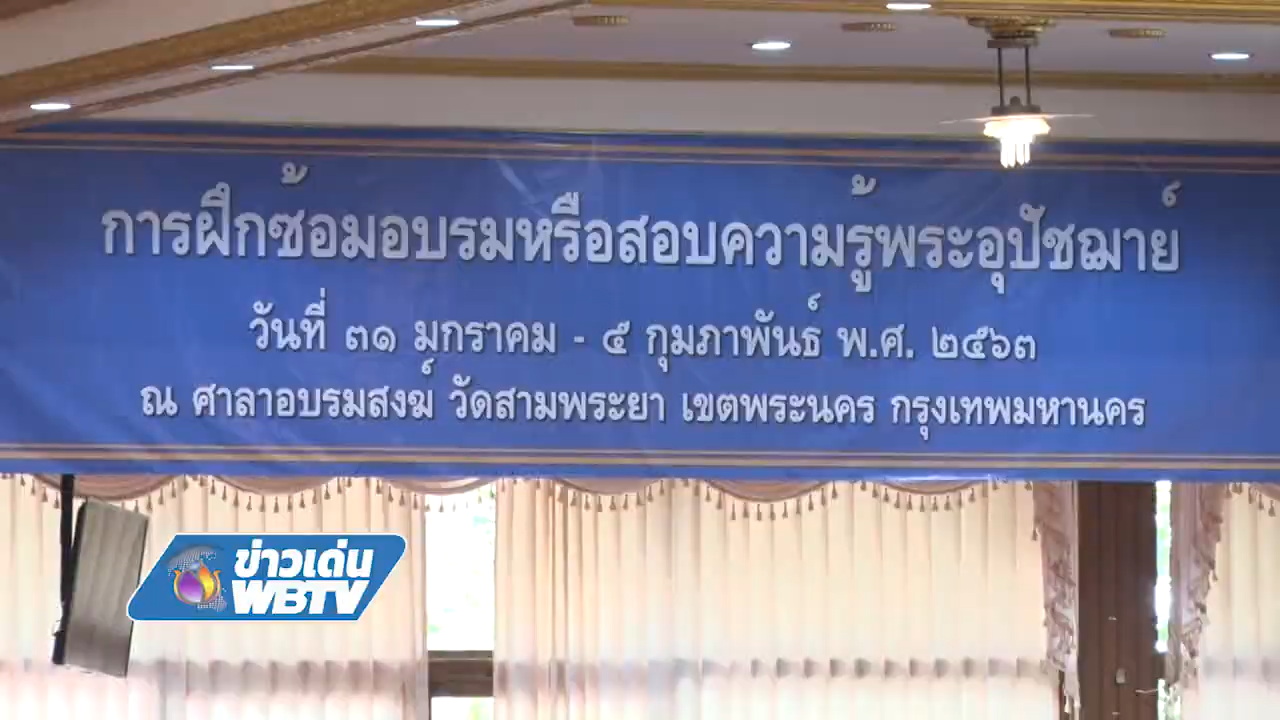 การฝึกซ้อมอบรมหรือสอบความรู้พระอุปัชฌาย์
วันที่ ๓๑ มกราคม - ๕ กุมภาพันธ์ พ.ศ. ๒๕๖๓
ณ ศาลาอบรมสงฆ์ วัดสามพระยา เขตพระนคร กรุงเทพมหานคร
ข่าวเด่น
WBTV